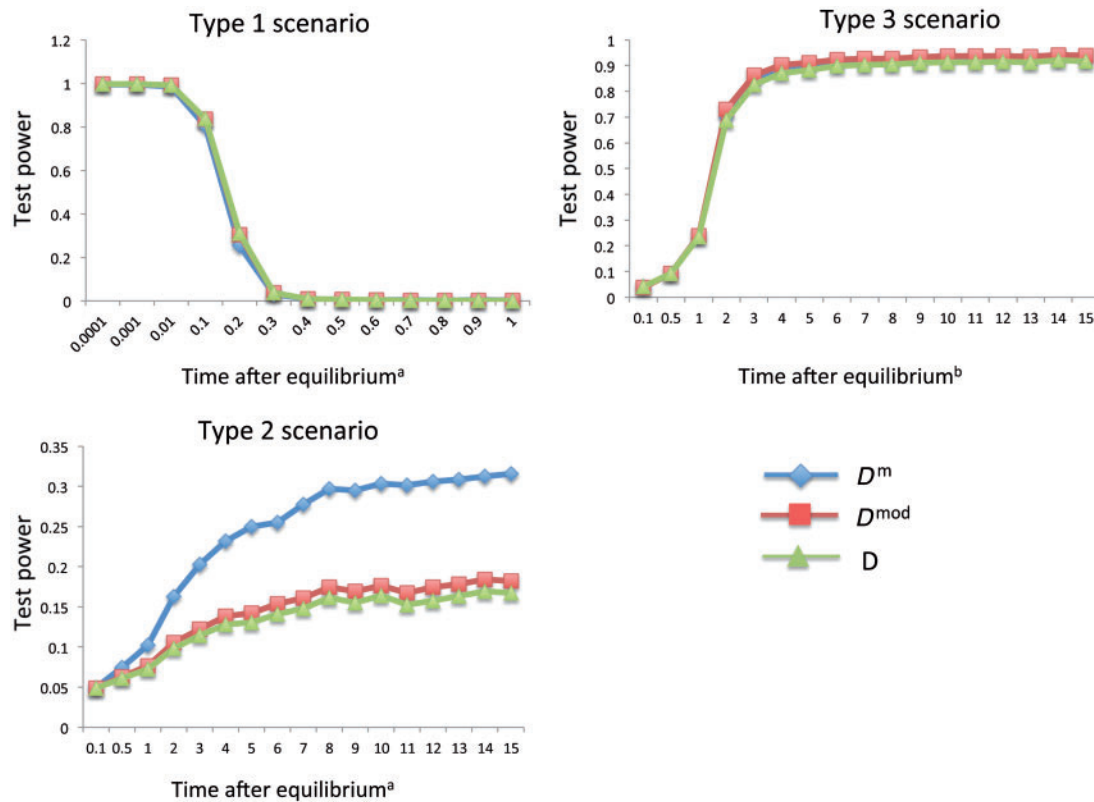 Type 1 scenario
1.2
1
0.8
0.6
0.4
0.2
0
Test power
0.0001 0.001 0.01 0.1 0.2 0.3 0.4 0.5 0.6 0.7 0.8 0.9 1
Time after equilibriumᵃ
Type 3 scenario
1
0.9
0.8
0.7
0.6
0.5
0.4
0.3
0.2
0.1
0
Test power
0.1 0.5 1 2 3 4 5 6 7 8 9 10 11 12 13 14 15
Time after equilibriumᵇ
Type 2 scenario
0.35
0.3
0.25
0.2
0.15
0.1
0.05
0
Test power
0.1 0.5 1 2 3 4 5 6 7 8 9 10 11 12 13 14 15
Time after equilibriumᵃ
Dᵐ
Dᵐᵒᵈ
D